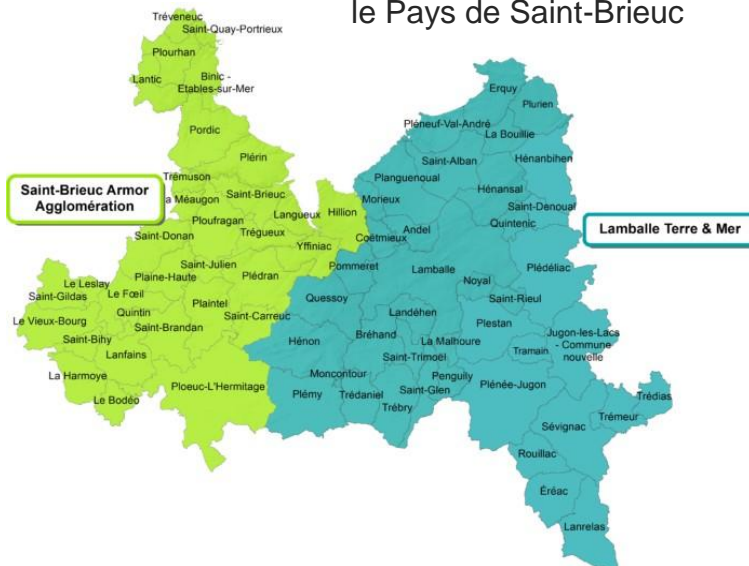 le Pays de Saint-Brieuc
Tréveneuc
Saint-Quay-Portrieux
Plourhan
Lantic
Binic -
Etables-sur-Mer
Pordic
Plérin
Trémuson
a Méaugon
Saint-Brieuc
Ploufragan
Langueux
Hillion
Trégueux
Saint-Donan
Yffiniac
Saint-Brieuc Armor
Agglomération
Saint-Julien
Le Leslay
Plaine-Haute
Plédran
Saint-Gildas
Le Fœil
Plaintel
Quintin
Saint-Carreuc
Le Vieux-Bourg
Saint-Brandan
Saint-Bihy
Lanfains
La Harmoye
Ploeuc-L'Hermitage
Le Bodéo
Erquy
Plurien
Pléneuf-Val-André
La Bouillie
Saint-Alban
Hénanbihen
Planguenoual
Hénansal
Morieux
Saint-Denoual
Andel
Quintenic
Coëtmieux
Lamballe Terre & Mer
Pommeret
Lamballe
Plédéliac
Noyal
Quessoy
Saint-Rieul
Landéhen
Plestan
Hénon
Bréhand
La Malhoure
Jugon-les-Lacs
- Commune
nouvelle
Tramain
Saint-Trimoël
Moncontour
Penguily
Plénée-Jugon
Plémy
Trédaniel
Saint-Glen
Trébry
Trédias
Trémeur
Sévignac
Rouillac
Éréac
Lanrelas